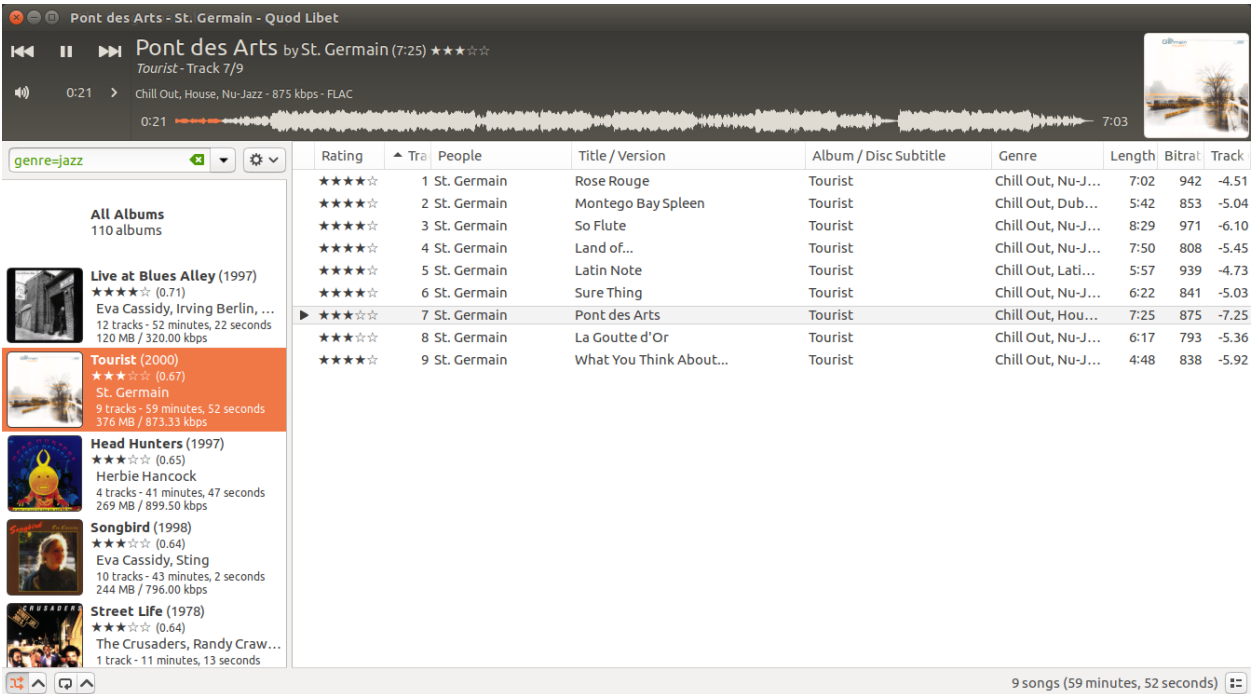 Pont des Arts - St. Germain - Quod Libet
Pont des Arts by St. Germain (7:25) ★★★☆☆
Tourist - Track 7/9
0:21
Chill Out, House, Nu-Jazz - 875 kbps - FLAC
0:21 7:03
genre=jazz
All Albums
110 albums
Live at Blues Alley (1997)
★★★★☆ (0.71)
Eva Cassidy, Irving Berlin, ...
12 tracks - 52 minutes, 22 seconds
120 MB / 320.00 kbps
Tourist (2000)
★★★☆☆ (0.67)
St. Germain
9 tracks - 59 minutes, 52 seconds
376 MB / 873.33 kbps
Head Hunters (1997)
★★★☆☆ (0.65)
Herbie Hancock
4 tracks - 41 minutes, 47 seconds
269 MB / 899.50 kbps
Songbird (1998)
★★★☆☆ (0.64)
Eva Cassidy, Sting
10 tracks - 43 minutes, 2 seconds
244 MB / 796.00 kbps
CRUSADERS
Street Life (1978)
★★★☆☆ (0.64)
The Crusaders, Randy Craw...
1 track - 11 minutes, 13 seconds
Rating Tra People Title / Version Album / Disc Subtitle Genre Length Bitrat Track
★★★★☆ 1 St. Germain Rose Rouge Tourist Chill Out, Nu-J... 7:02 942 -4.51
★★★★☆ 2 St. Germain Montego Bay Spleen Tourist Chill Out, Dub... 5:42 853 -5.04
★★★★☆ 3 St. Germain So Flute Tourist Chill Out, Nu-J... 8:29 971 -6.10
★★★★☆ 4 St. Germain Land of... Tourist Chill Out, Nu-J... 7:50 808 -5.45
★★★★☆ 5 St. Germain Latin Note Tourist Chill Out, Lati... 5:57 939 -4.73
★★★★☆ 6 St. Germain Sure Thing Tourist Chill Out, Nu-J... 6:22 841 -5.03
★★★☆☆ 7 St. Germain Pont des Arts Tourist Chill Out, Hou... 7:25 875 -7.25
★★★☆☆ 8 St. Germain La Goutte d'Or Tourist Chill Out, Nu-J... 6:17 793 -5.36
★★★★☆ 9 St. Germain What You Think About... Tourist Chill Out, Nu-J... 4:48 838 -5.92
9 songs (59 minutes, 52 seconds)